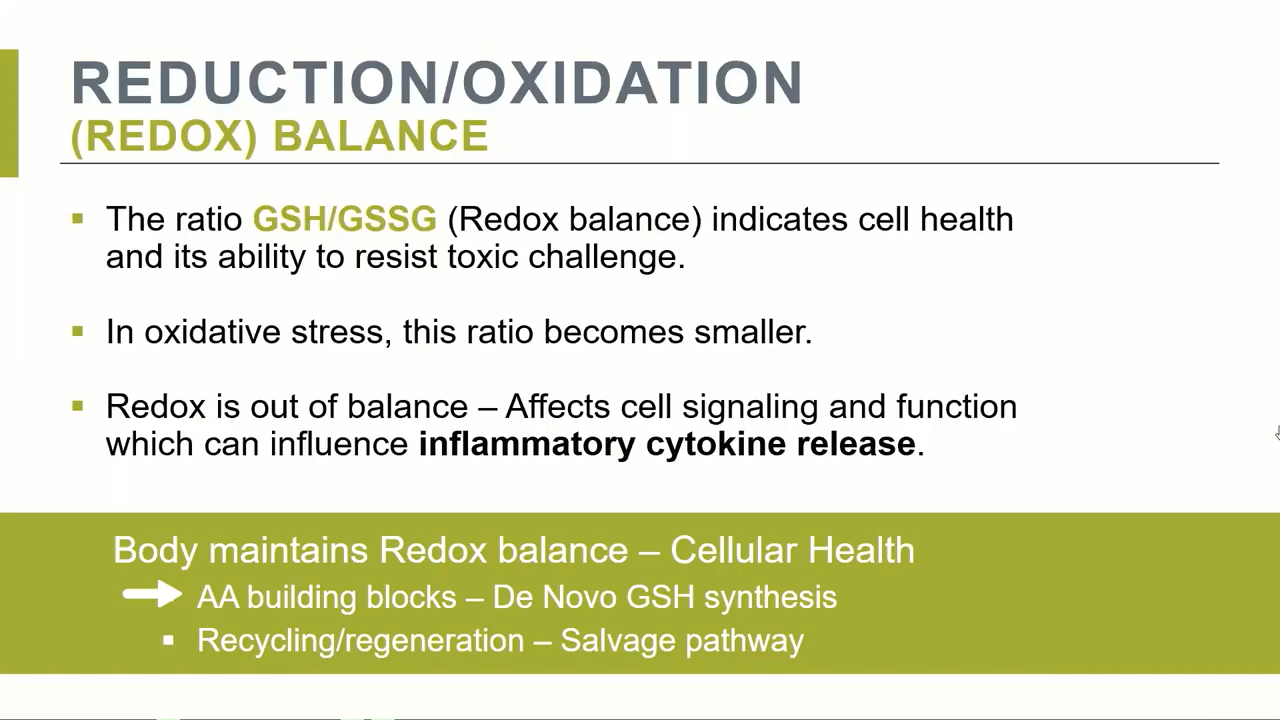 REDUCTION/OXIDATION
(REDOX) BALANCE
▪ The ratio GSH/GSSG (Redox balance) indicates cell health
and its ability to resist toxic challenge.
▪ In oxidative stress, this ratio becomes smaller.
▪ Redox is out of balance – Affects cell signaling and function
which can influence inflammatory cytokine release.
Body maintains Redox balance – Cellular Health
AA building blocks – De Novo GSH synthesis
▪ Recycling/regeneration – Salvage pathway